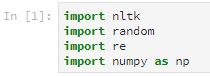 In [1]: import nltk
import random
import re
import numpy as np